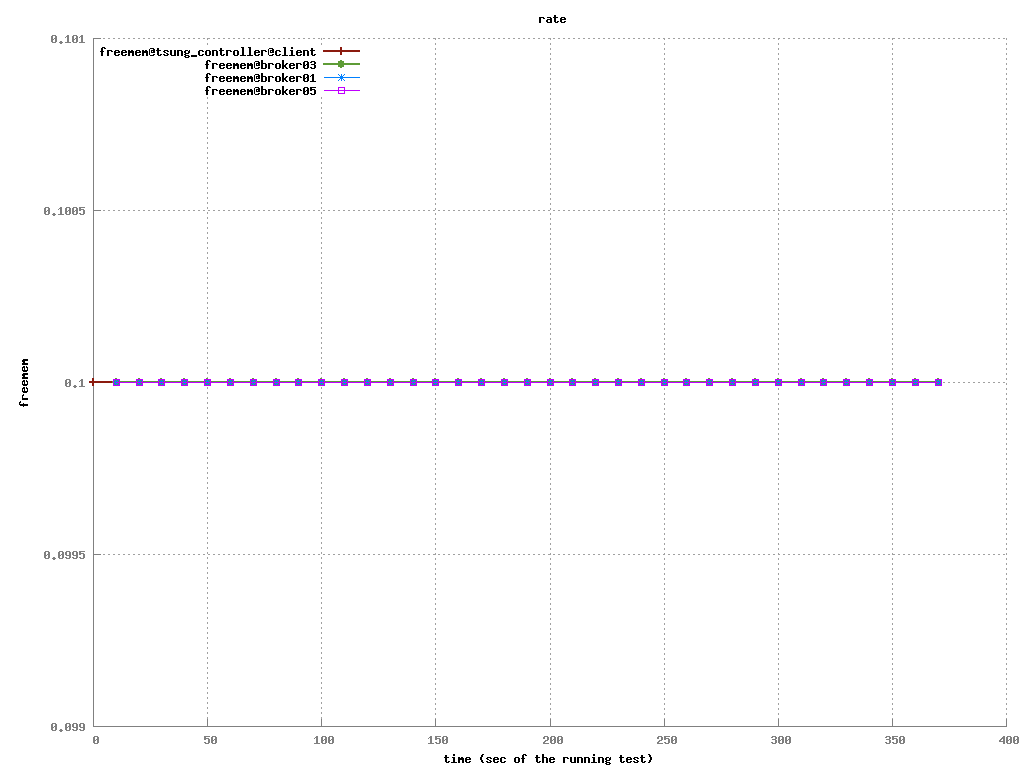 rate
0.101
freemem@tsung_controller@client
freemem@broker03
freemem@broker01
freemem@broker05
0.1005
freemem
0.1
0.0995
0.099
0 50 100 150 200 250 300 350 400
time (sec of the running test)